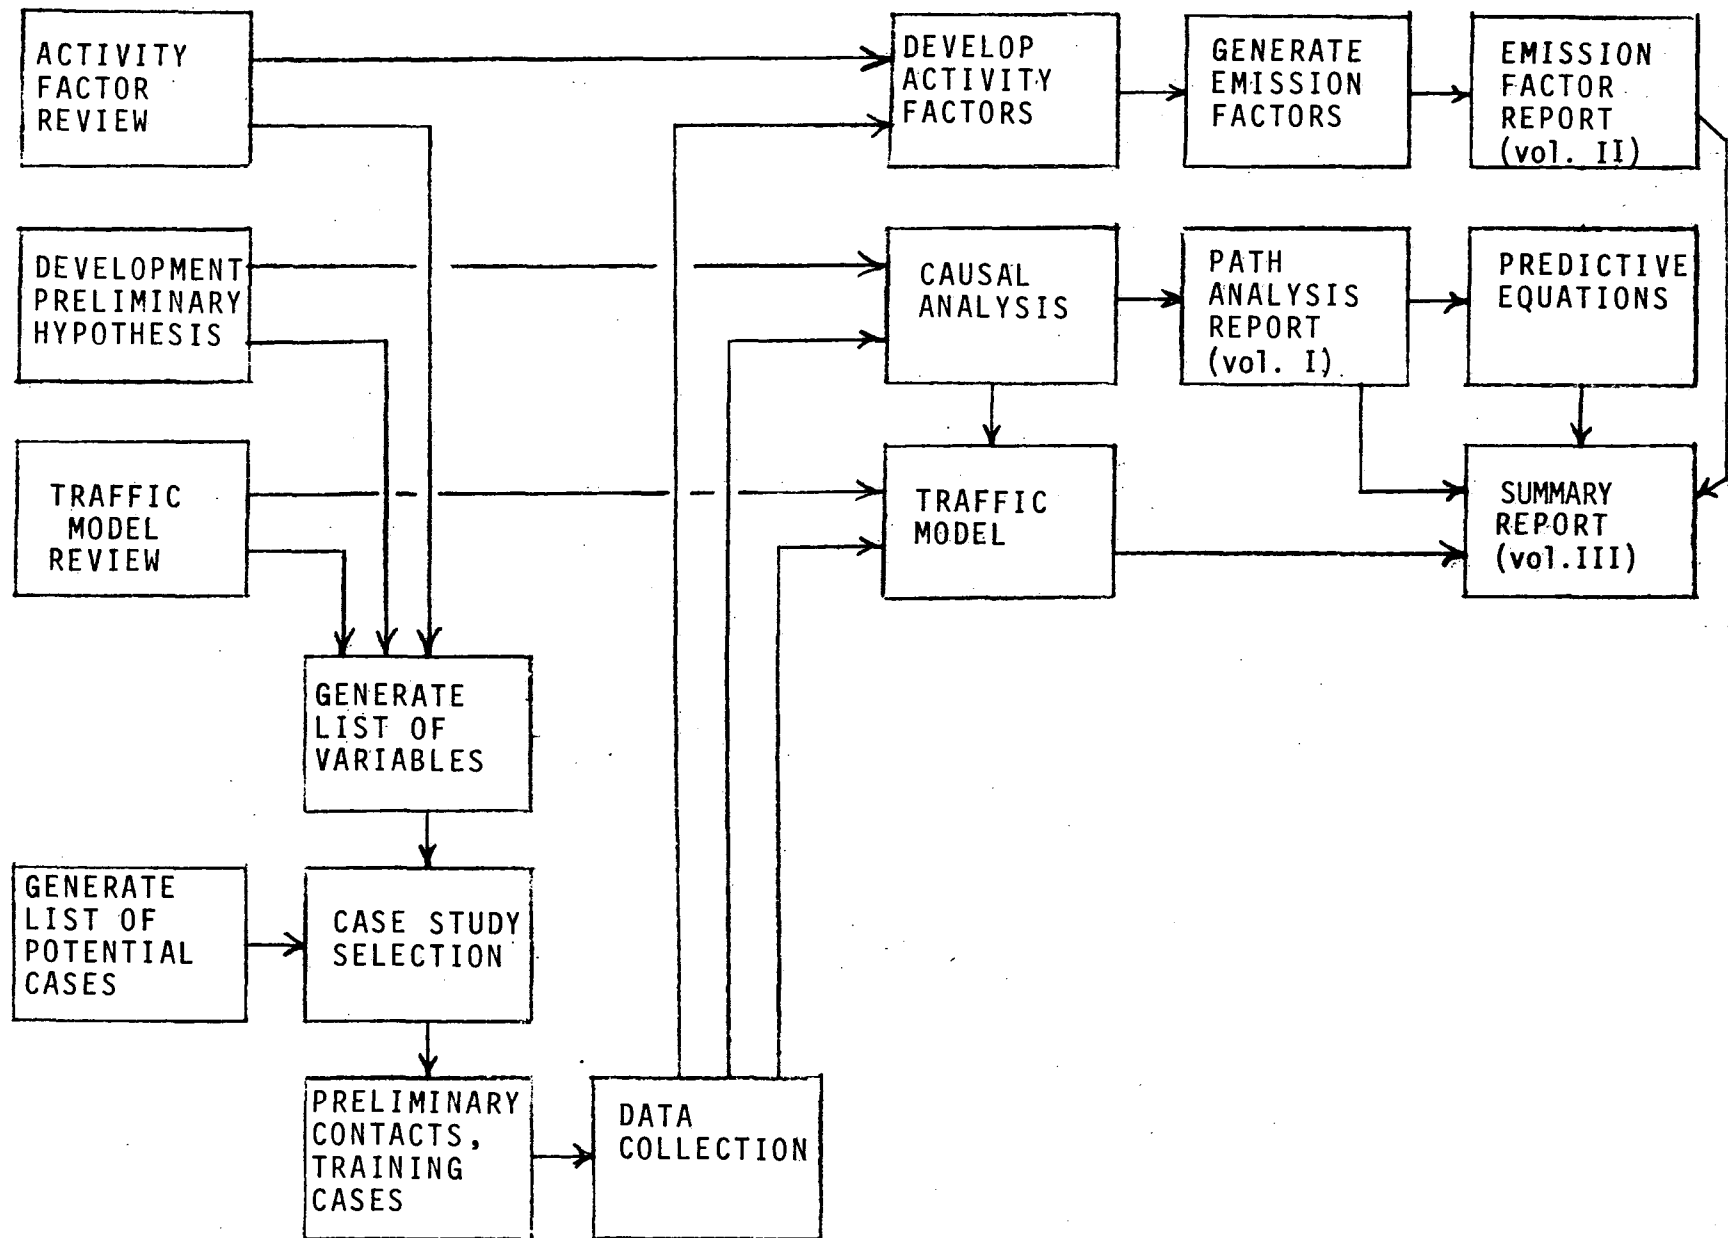 ACTIVITY
FACTOR
REVIEW
DEVELOP
ACTIVITY
FACTORS
GENERATE
EMISSION
FACTORS
EMISSION
FACTOR
REPORT
(vol. II)
DEVELOPMENT
PRELIMINARY
HYPOTHESIS
CAUSAL
ANALYSIS
PATH
ANALYSIS
REPORT
(vol. I)
PREDICTIVE
EQUATIONS
TRAFFIC
MODEL
REVIEW
TRAFFIC
MODEL
SUMMARY
REPORT
(vol.III)
GENERATE
LIST OF
VARIABLES
GENERATE
LIST OF
POTENTIAL
CASES
CASE STUDY
SELECTION
PRELIMINARY
CONTACTS,
TRAINING
CASES
DATA
COLLECTION